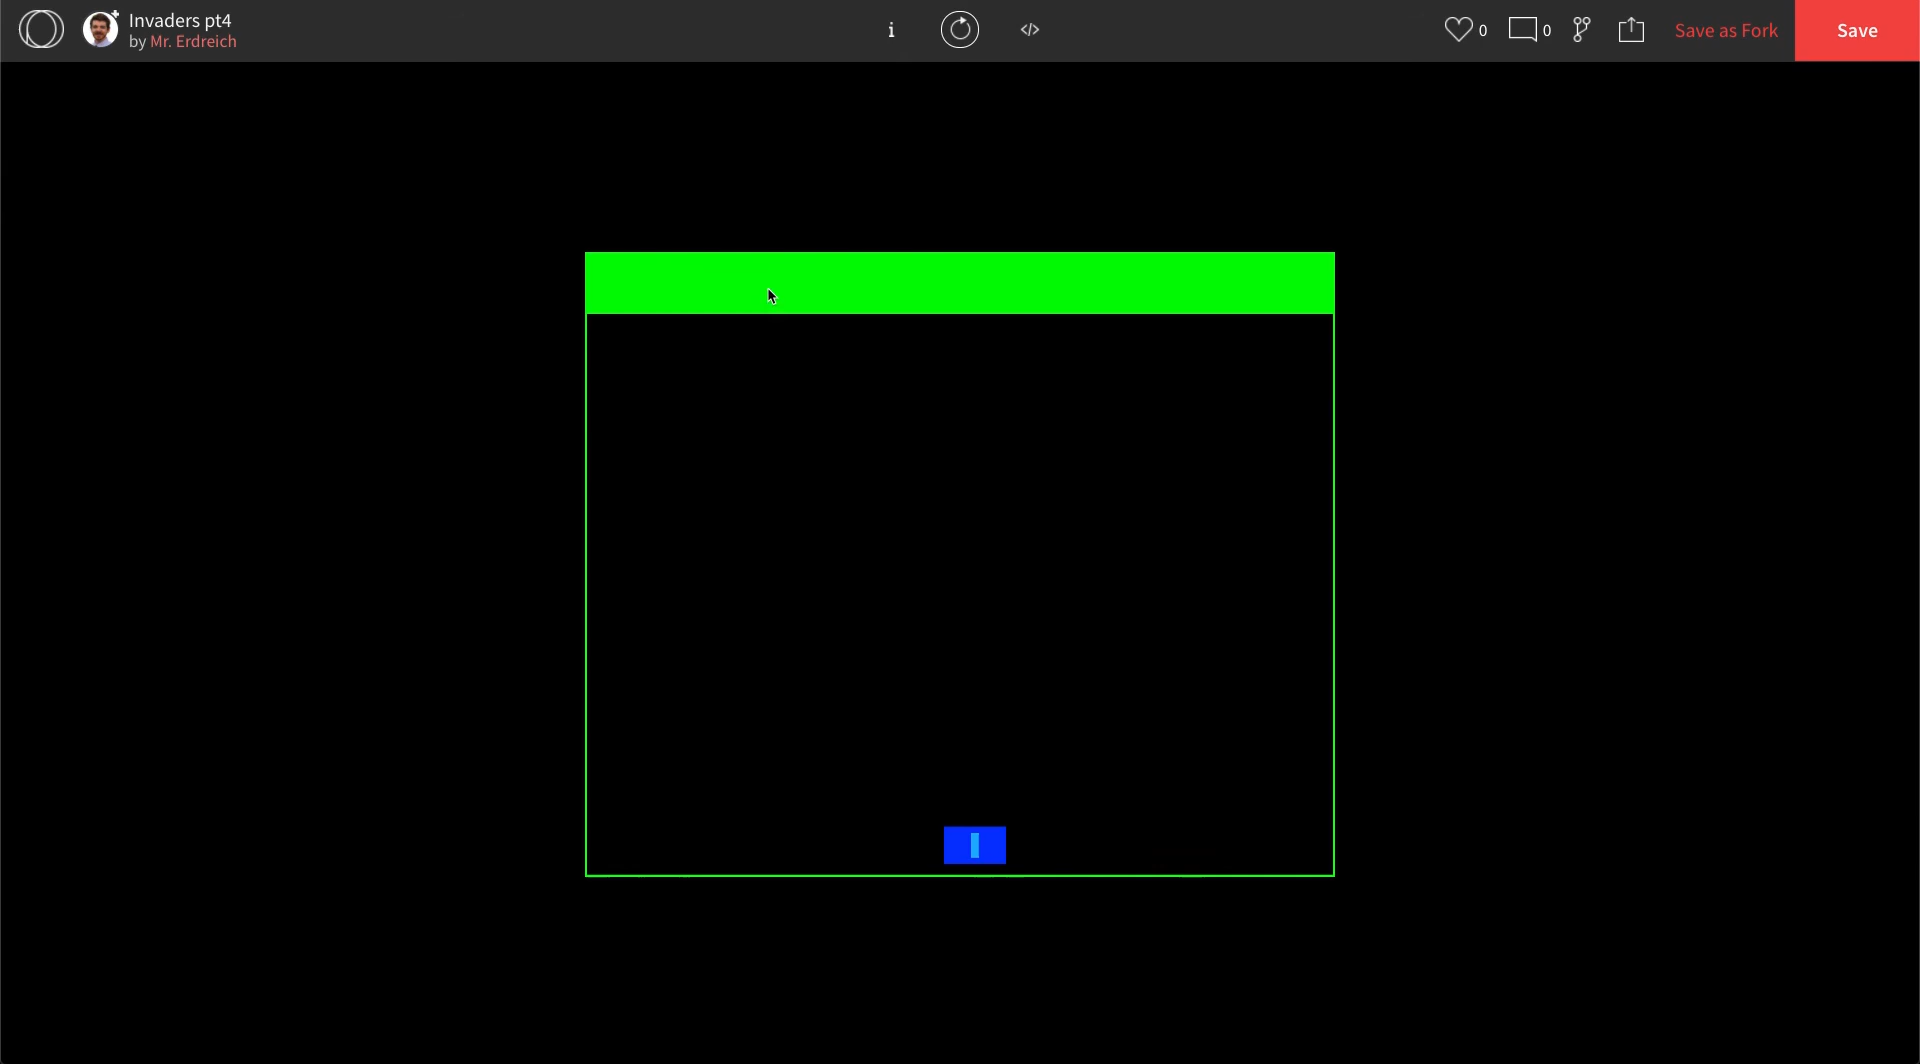 Invaders pt4
by Mr. Erdreich
i
</>
0
0
Save as Fork
Save